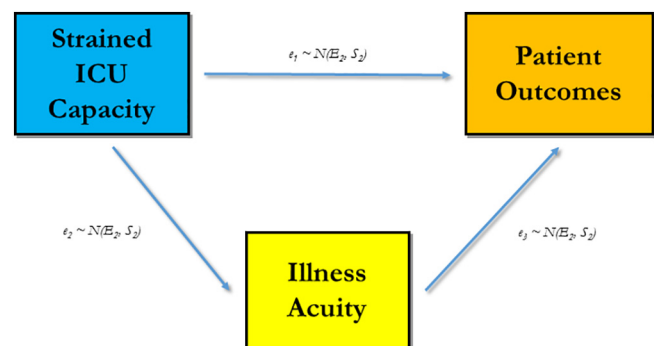 Strained
ICU
Capacity
e₁ ~ N(E₂, S₂)
Patient
Outcomes
e₂ ~ N(E₂, S₂)
e₃ ~ N(E₂, S₂)
Illness
Acuity